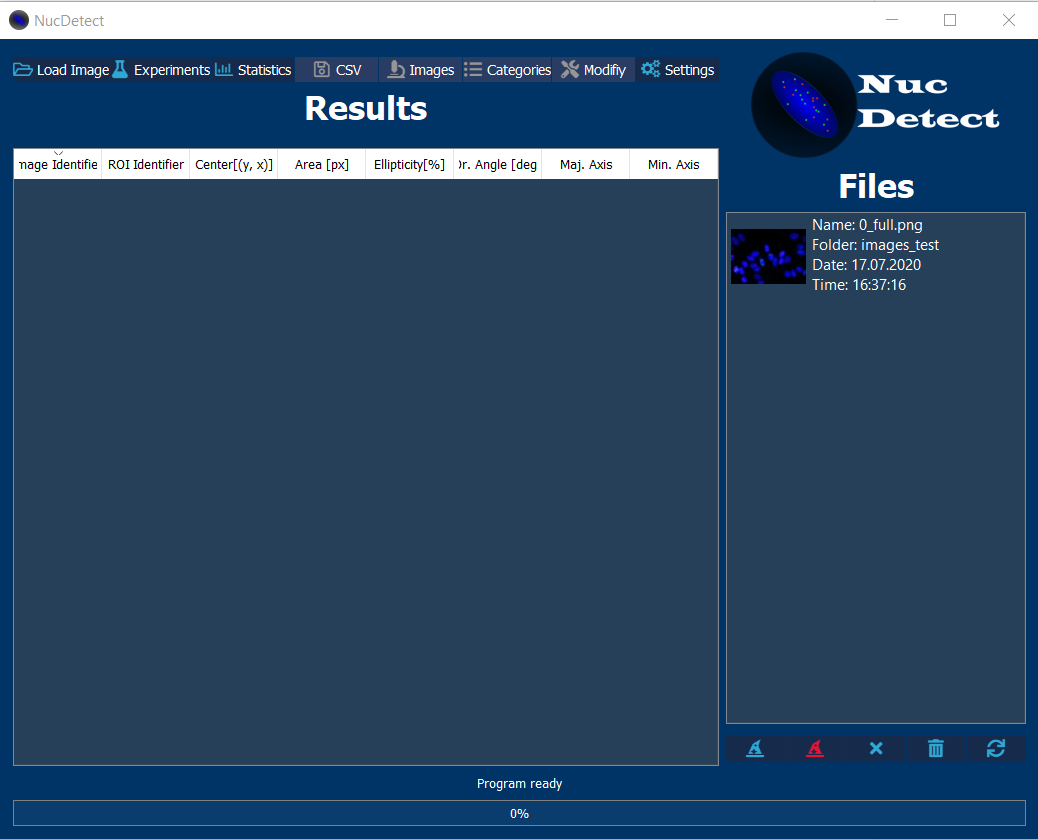 NucDetect
Load Image Experiments Statistics CSV Images Categories Modifiy Settings
Nuc
Detect
Results
Files
mage Identifie ROI Identifier Center[(y, x)] Area [px] Ellipticity[%] Or. Angle [deg Maj. Axis Min. Axis
Name: 0_full.png
Folder: images_test
Date: 17.07.2020
Time: 16:37:16
Program ready
0%